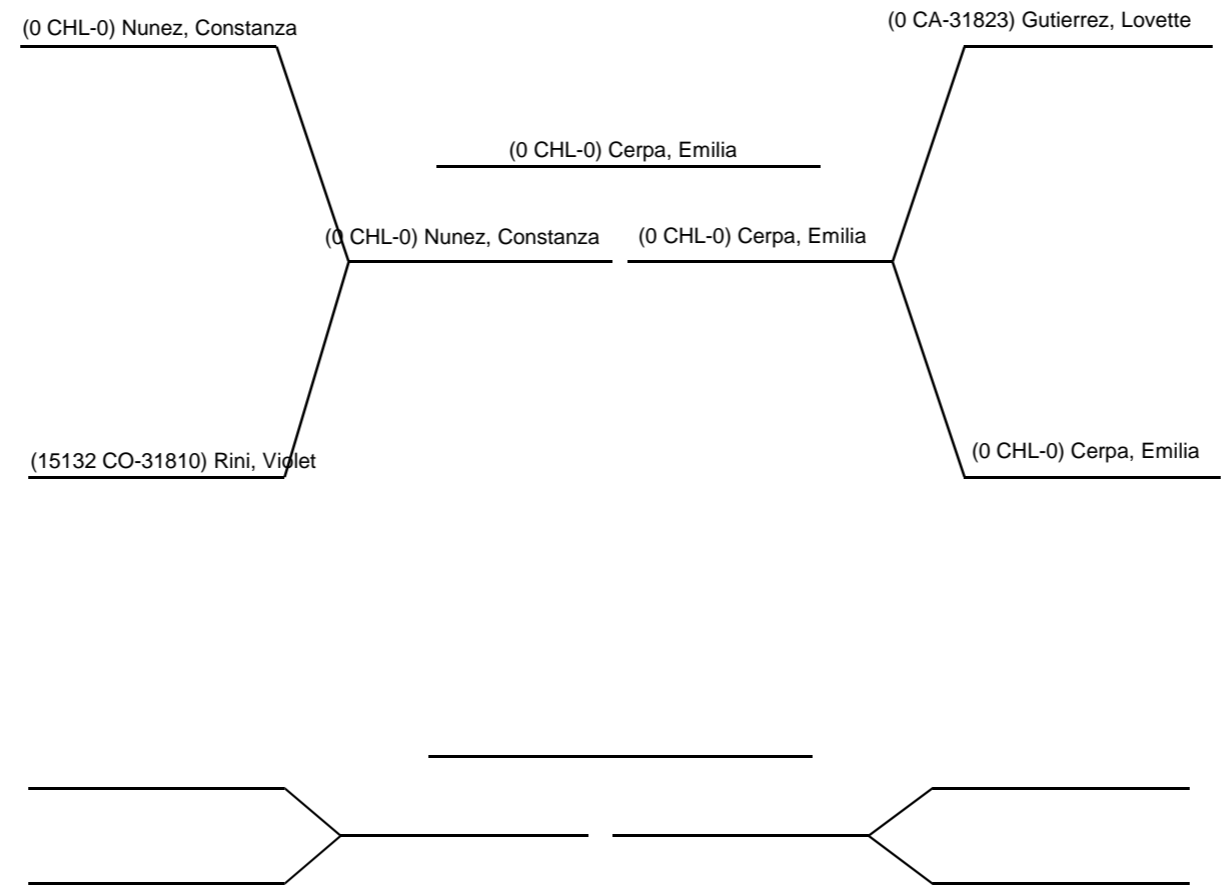 (0 CHL-0) Nunez, Constanza
(0 CA-31823) Gutierrez, Lovette
(0 CHL-0) Cerpa, Emilia
(0 CHL-0) Nunez, Constanza
(0 CHL-0) Cerpa, Emilia
(15132 CO-31810) Rini, Violet
(0 CHL-0) Cerpa, Emilia